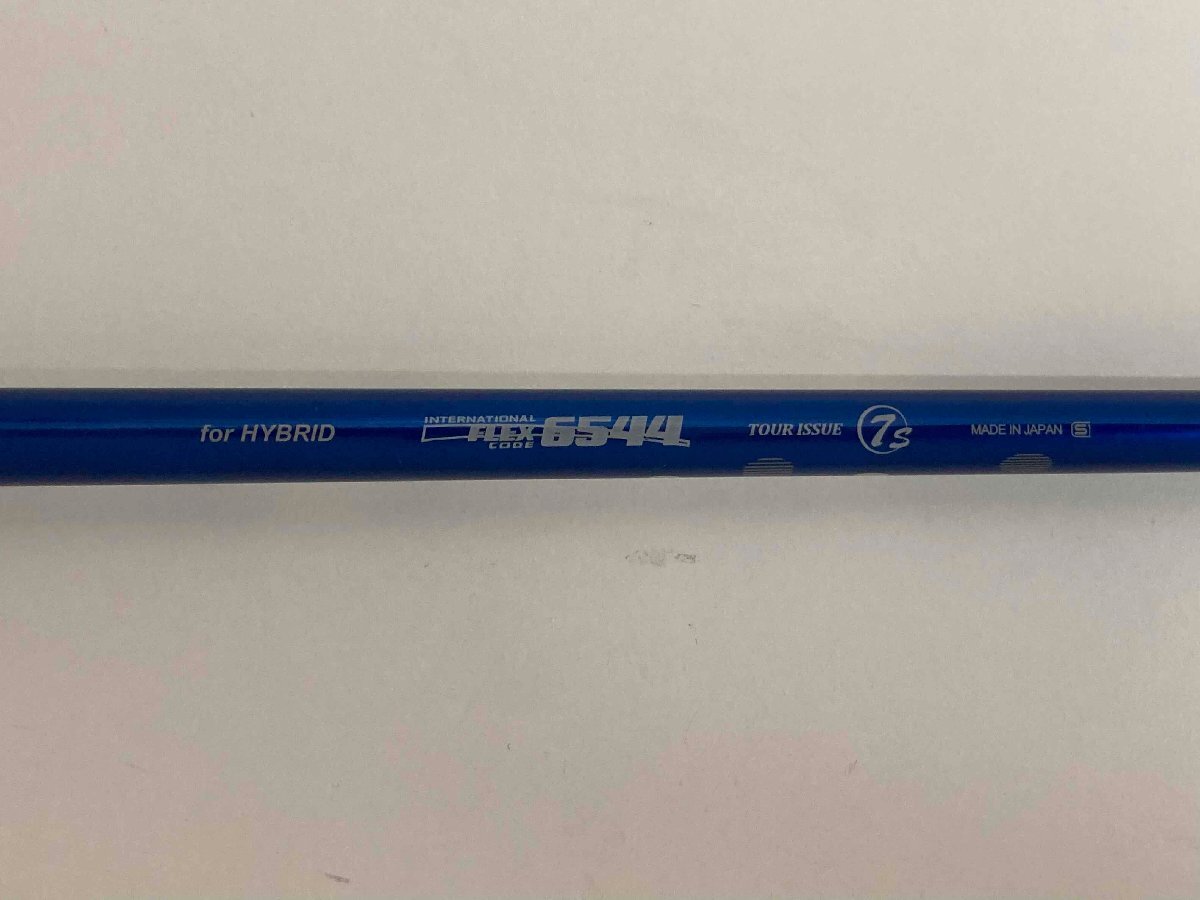 for HYBRID
INTERNATIONAL
FLEX
CODE
6544
TOUR ISSUE
7S
MADE IN JAPAN S